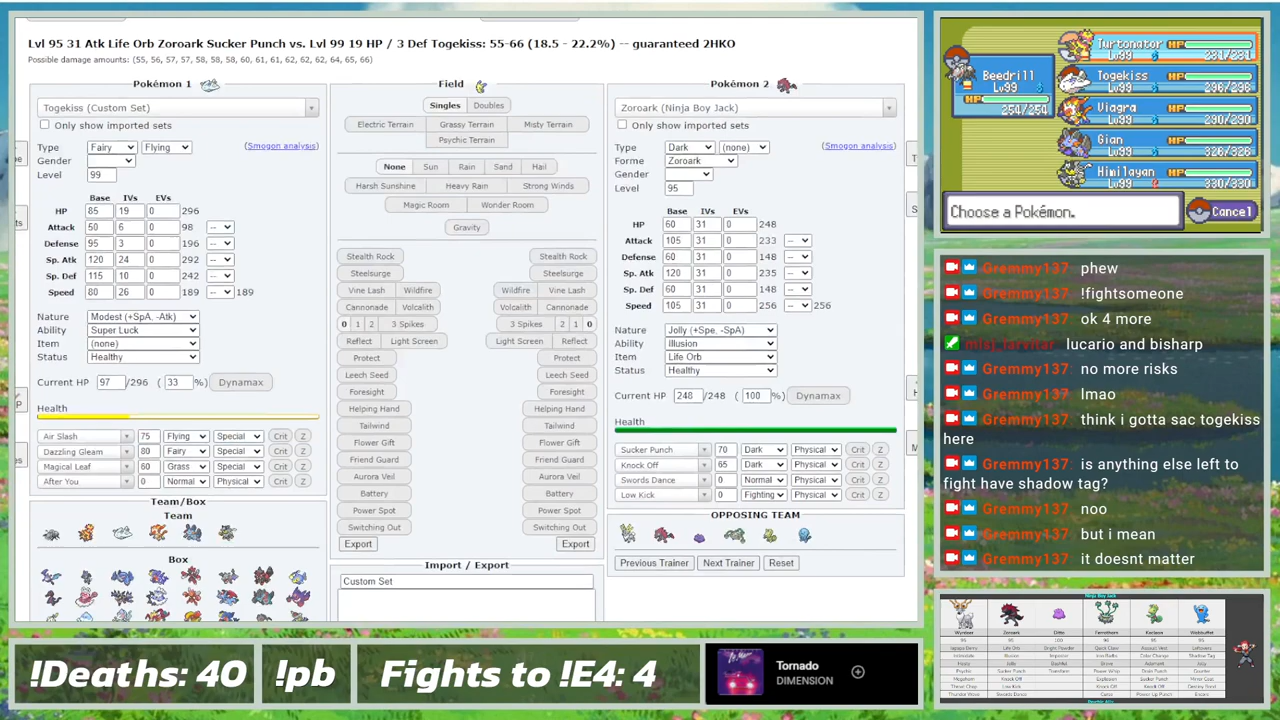 Lvl 95 31 Atk Life Orb Zoroark Sucker Punch vs. Lvl 99 19 HP / 3 Def Togekiss: 55-66 (18.5 - 22.2%) -- guaranteed 2HKO
Possible damage amounts: (55, 56, 57, 57, 58, 58, 58, 60, 61,
Pokémon 1
Togekiss (Custom Set)
Only show imported sets
Type Fairy Flying (Smogon analysis)
Gender
Level 99
Base IVs EVs
HP 85 19 0 296
Attack 50 6 0 98 --
Defense 95 3 0 196 --
Sp. Atk 120 24 0 292 --
Sp. Def 115 10 0 242 --
Speed 80 26 0 189 -- 189
Nature Modest (+SpA, -Atk)
Ability Super Luck
Item (none)
Status Healthy
Current HP 97 /296 ( 33 %) Dynamax
Health
Air Slash 75 Flying Special Crit Z
Dazzling Gleam 80 Fairy Special Crit Z
Magical Leaf 60 Grass Special Crit Z
After You 0 Normal Physical Crit Z
Team/Box
Team
Box
Field
Singles Doubles
Electric Terrain Grassy Terrain Misty Terrain
Psychic Terrain
None Sun Rain Sand Hail
Harsh Sunshine Heavy Rain Strong Winds
Magic Room Wonder Room
Gravity
Stealth Rock Stealth Rock
Steelsurge Steelsurge
Vine Lash Wildfire Wildfire Vine Lash
Cannonade Volcalith Volcalith Cannonade
0 1 2 3 Spikes 3 Spikes 2 1 0
Reflect Light Screen Light Screen Reflect
Protect Protect
Leech Seed Leech Seed
Foresight Foresight
Helping Hand Helping Hand
Tailwind Tailwind
Flower Gift Flower Gift
Friend Guard Friend Guard
Aurora Veil Aurora Veil
Battery Battery
Power Spot Power Spot
Switching Out Switching Out
Export Export
Import / Export
Custom Set
Pokémon 2
Zoroark (Ninja Boy Jack)
Only show imported sets
Type Dark (none) (Smogon analysis)
Forme Zoroark
Gender
Level 95
Base IVs EVs
HP 60 31 0 248
Attack 105 31 0 233 --
Defense 60 31 0 148 --
Sp. Atk 120 31 0 235 --
Sp. Def 60 31 0 148 --
Speed 105 31 0 256 -- 256
Nature Jolly (+Spe, -SpA)
Ability illusion
Item Life Orb
Status Healthy
Current HP 248 /248 ( 100 %) Dynamax
Health
Sucker Punch 70 Dark Physical Crit Z
Knock Off 65 Dark Physical Crit Z
Swords Dance 0 Normal Physical Crit Z
Low Kick 0 Fighting Physical Crit Z
OPPOSING TEAM
Previous Trainer Next Trainer Reset
Beedrill
Lv99
HP
254/254
Turtonator HP
Lv99 231/231
Togekiss HP
Lv99 296/296
Viagra HP
Lv99 290/290
Gian HP
Lv99 326/326
Himilayan HP
Lv99 330/330
Choose a Pokémon.
Cancel
Gremmy137: phew
Gremmy137: !fightsomeone
Gremmy137: ok 4 more
lucario and bisharp
Gremmy137: no more risks
Gremmy137: lmao
Gremmy137: think i gotta sac togekiss
here
Gremmy137: is anything else left to
fight have shadow tag?
Gremmy137: noo
Gremmy137: but i mean
Gremmy137: it doesnt matter
Ninja Boy Jack
Wyrdeer Zoroark Ditto Ferrothorn Kecleon Wobbuffet
Tornado
DIMENSION